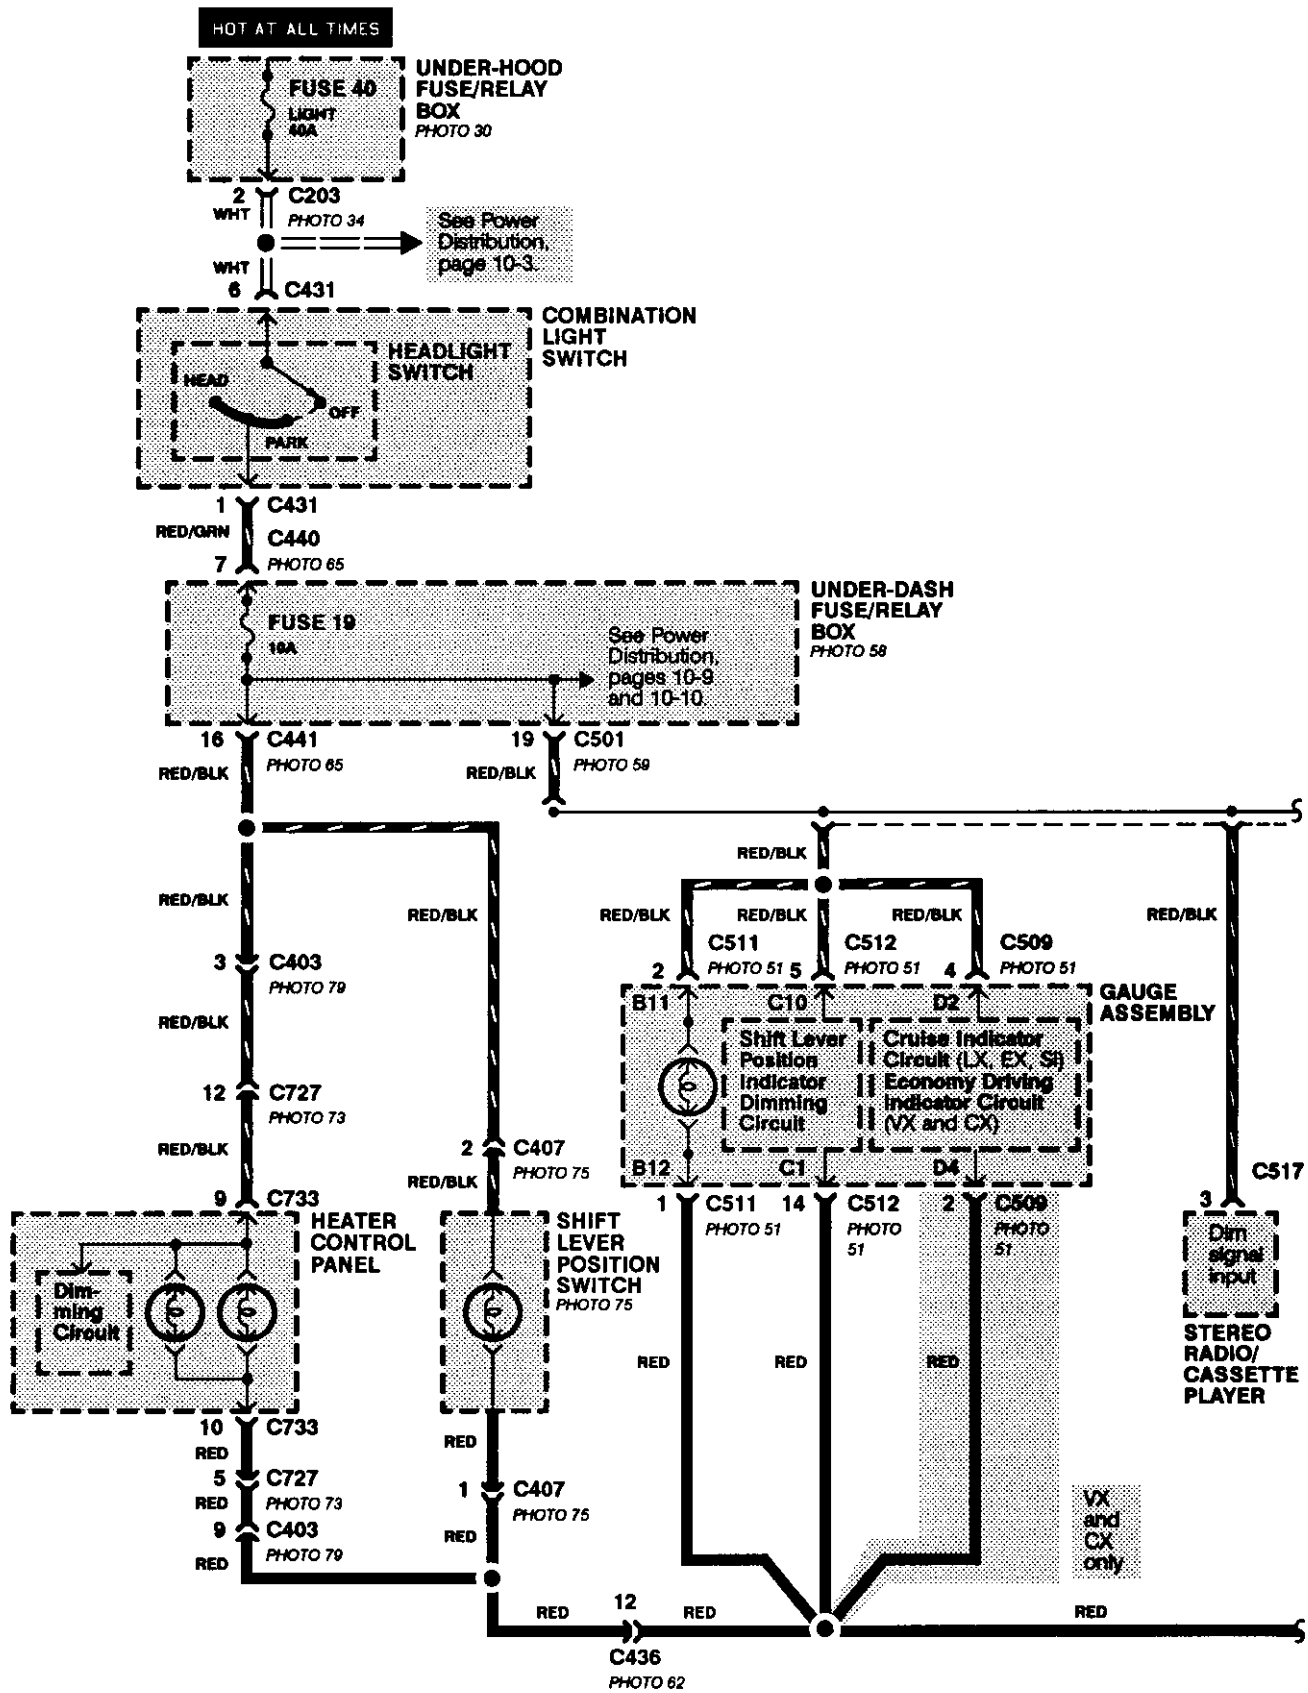 HOT AT ALL TIMES
UNDER-HOOD
FUSE/RELAY
BOX
PHOTO 30
FUSE 40
LIGHT
40A
2
C203
WHT
PHOTO 34
See Power
Distribution,
page 10-3.
WHT
6
C431
COMBINATION
LIGHT
SWITCH
HEADLIGHT
SWITCH
HEAD
OFF
PARK
1
C431
RED/GRN
C440
7
PHOTO 65
UNDER-DASH
FUSE/RELAY
BOX
PHOTO 58
FUSE 19
10A
See Power
Distribution,
pages 10-9
and 10-10.
16
C441
RED/BLK
PHOTO 65
19
C501
RED/BLK
PHOTO 59
RED/BLK
RED/BLK
RED/BLK
RED/BLK
RED/BLK
RED/BLK
RED/BLK
3
C403
PHOTO 79
C511
2
PHOTO 51
C512
5
PHOTO 51
C509
4
PHOTO 51
GAUGE
ASSEMBLY
B11
C10
D2
RED/BLK
Shift Lever
Position
Indicator
Dimming
Circuit
Cruise Indicator
Circuit (LX, EX, SI)
Economy Driving
Indicator Circuit
(VX and CX)
12
C727
PHOTO 73
RED/BLK
2
C407
PHOTO 75
RED/BLK
B12
C1
D4
C517
3
9
C733
1
C511
PHOTO 51
14
C512
PHOTO
51
2
C509
PHOTO
51
HEATER
CONTROL
PANEL
SHIFT
LEVER
POSITION
SWITCH
PHOTO 75
Dim
signal
input
Dim-
ming
Circuit
STEREO
RADIO/
CASSETTE
PLAYER
RED
RED
RED
10
C733
RED
RED
5
C727
RED
PHOTO 73
1
C407
PHOTO 75
9
C403
PHOTO 79
RED
RED
VX
and
CX
only
RED
12
RED
RED
C436
PHOTO 62